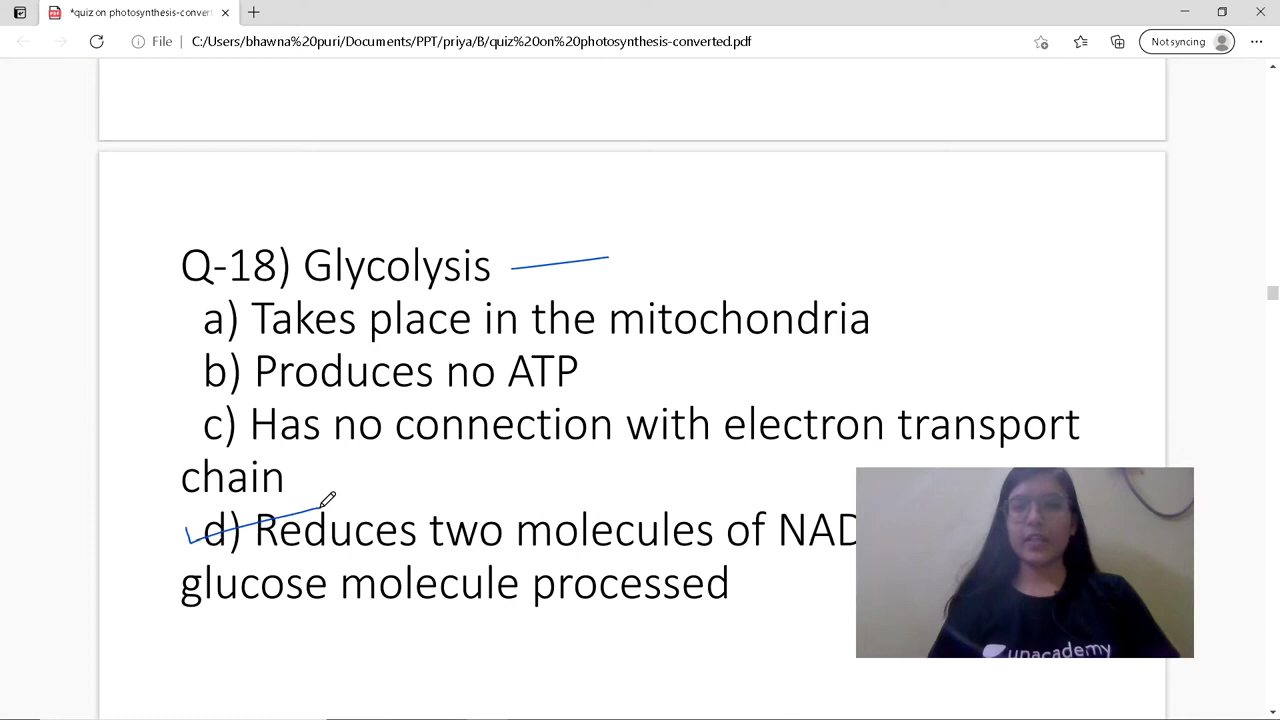 *quiz on photosynthesis-convert
File
C:/Users/bhawna%20puri/Documents/PPT/priya/B/quiz%20on%20photosynthesis-converted.pdf
Not syncing
Q-18) Glycolysis
a) Takes place in the mitochondria
b) Produces no ATP
c) Has no connection with electron transport
chain
d) Reduces two molecules of NAD
glucose molecule processed
unacademy